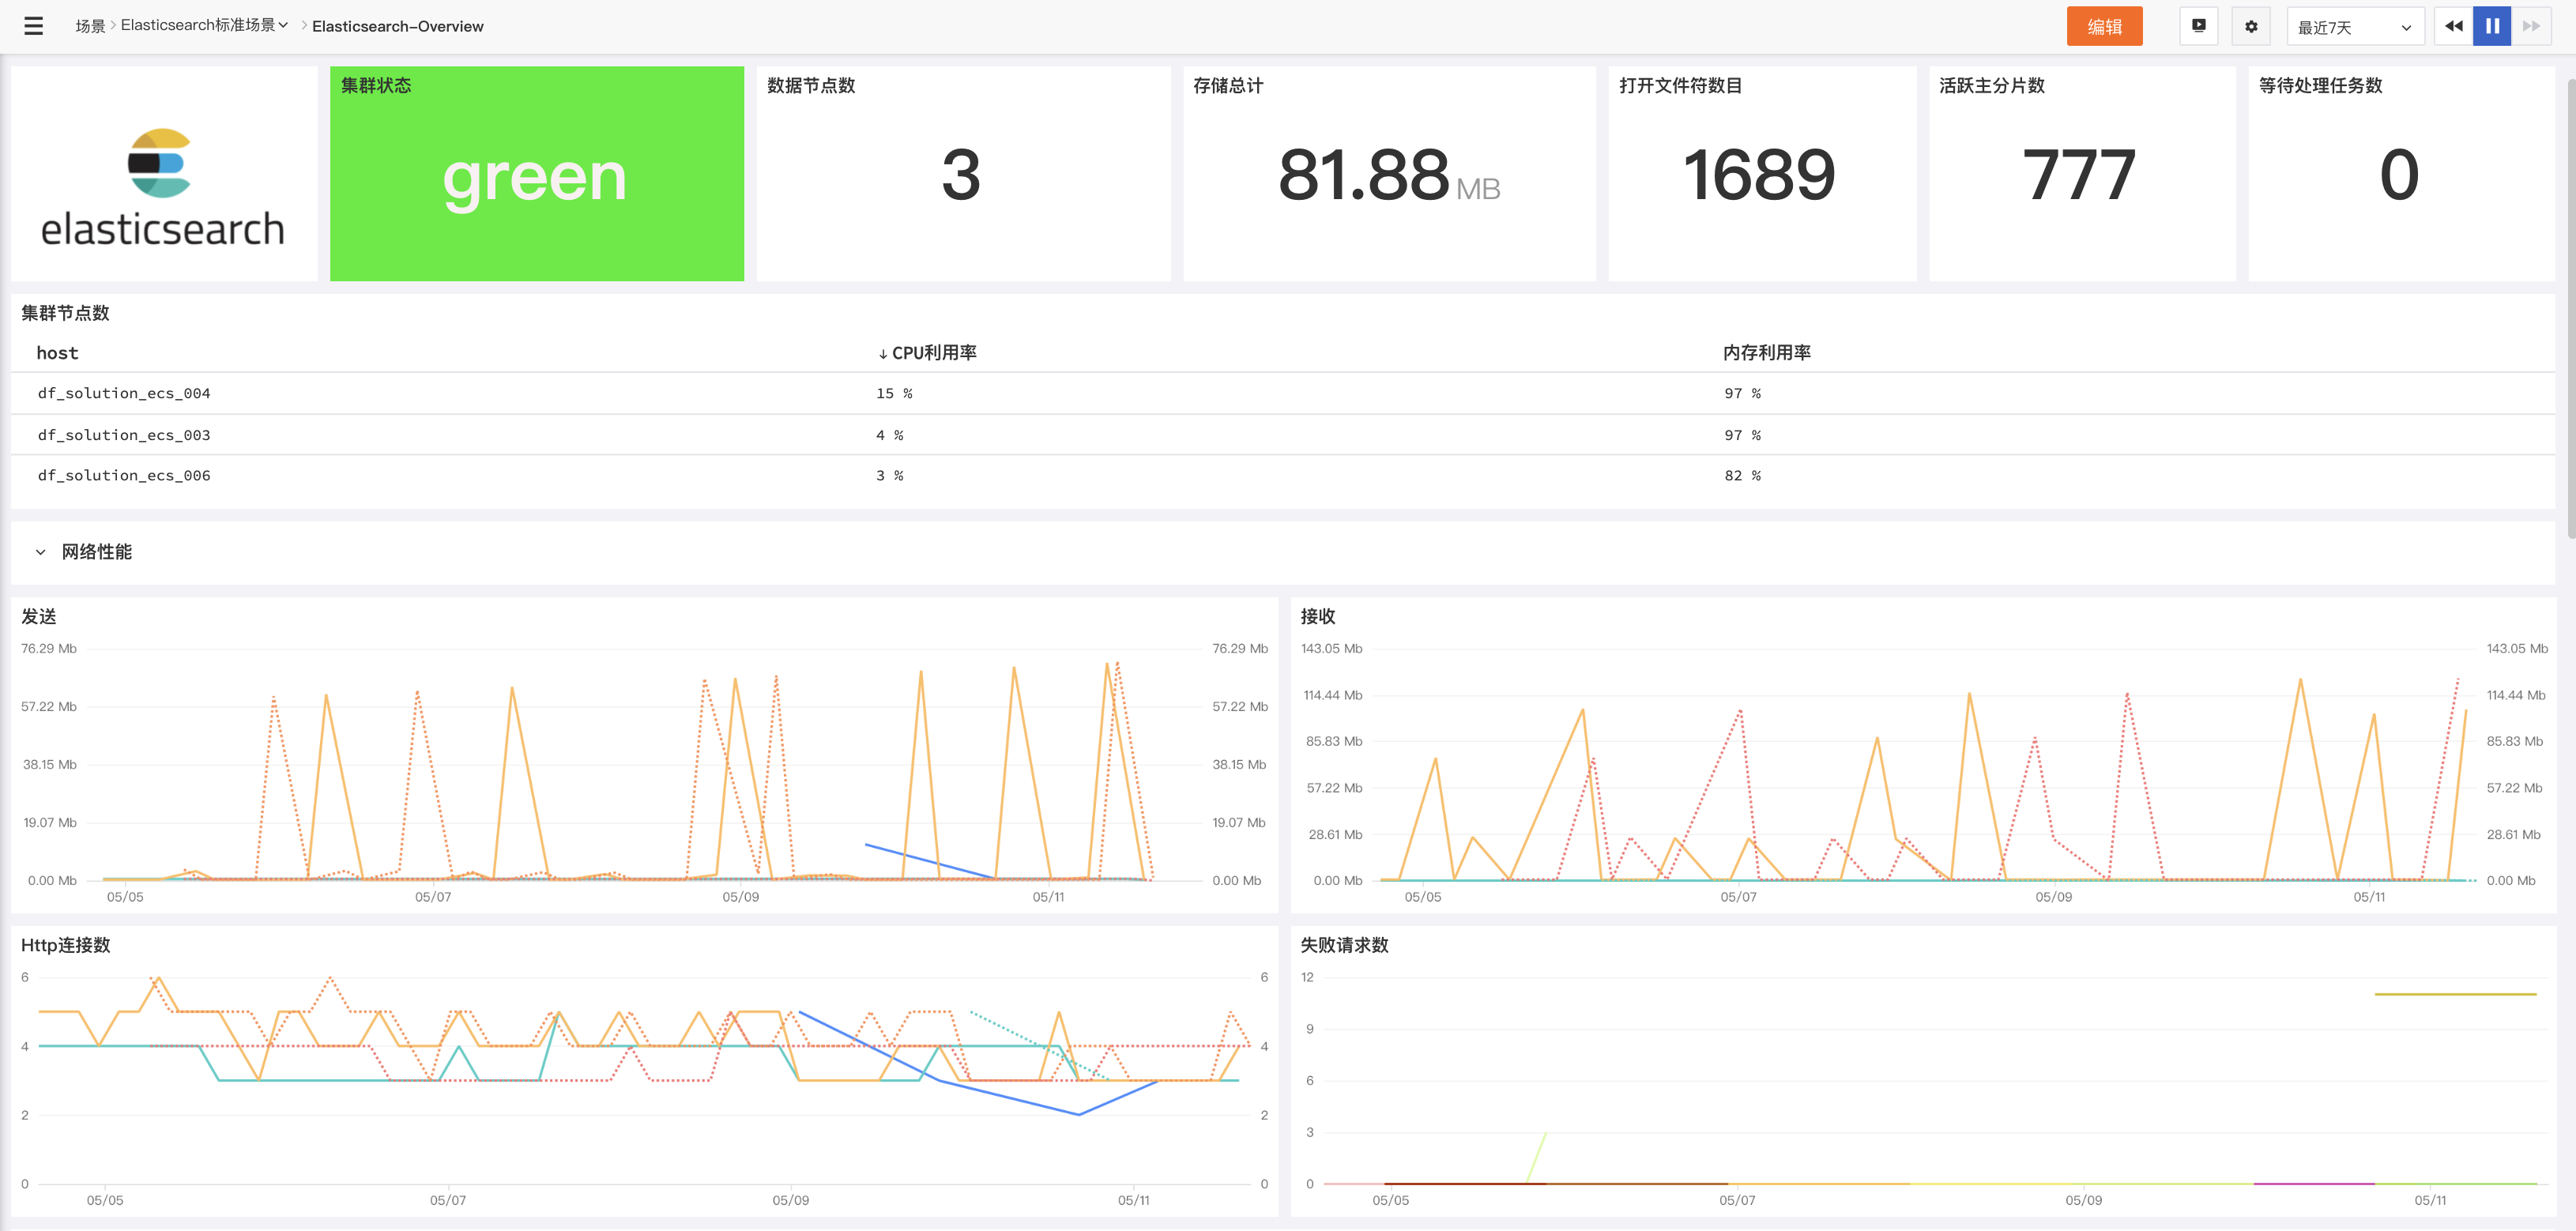 场景 > Elasticsearch标准场景 > Elasticsearch-Overview
编辑
最近7天
elasticsearch
集群状态
green
数据节点数
3
存储总计
81.88 MB
打开文件符数目
1689
活跃主分片数
777
等待处理任务数
0
集群节点数
host ↓ CPU利用率 内存利用率
df_solution_ecs_004 15 % 97 %
df_solution_ecs_003 4 % 97 %
df_solution_ecs_006 3 % 82 %
网络性能
发送
76.29 Mb 76.29 Mb
57.22 Mb 57.22 Mb
38.15 Mb 38.15 Mb
19.07 Mb 19.07 Mb
0.00 Mb 0.00 Mb
05/05 05/07 05/09 05/11
接收
143.05 Mb 143.05 Mb
114.44 Mb 114.44 Mb
85.83 Mb 85.83 Mb
57.22 Mb 57.22 Mb
28.61 Mb 28.61 Mb
0.00 Mb 0.00 Mb
05/05 05/07 05/09 05/11
Http连接数
6 6
4 4
2 2
0 0
05/05 05/07 05/09 05/11
失败请求数
12
9
6
3
0
05/05 05/07 05/09 05/11